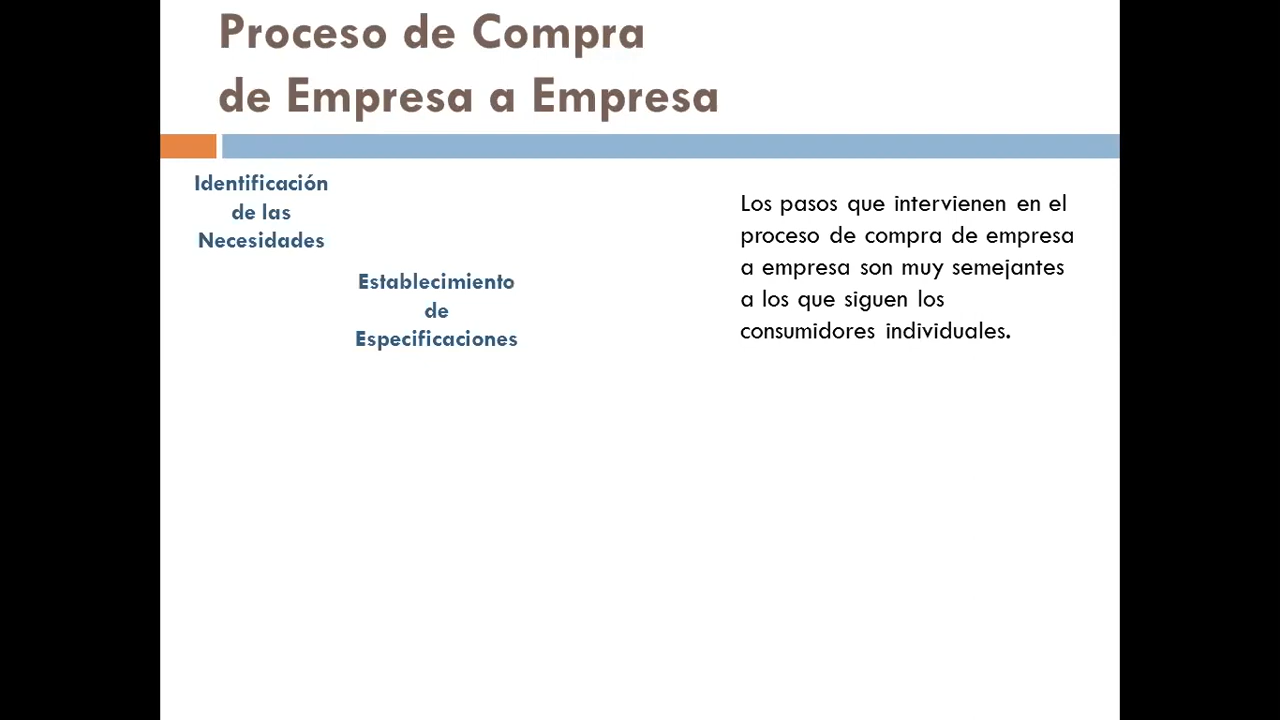 Proceso de Compra
de Empresa a Empresa
Identificación
de las
Necesidades
Establecimiento
de
Especificaciones
Los pasos que intervienen en el
proceso de compra de empresa
a empresa son muy semejantes
a los que siguen los
consumidores individuales.